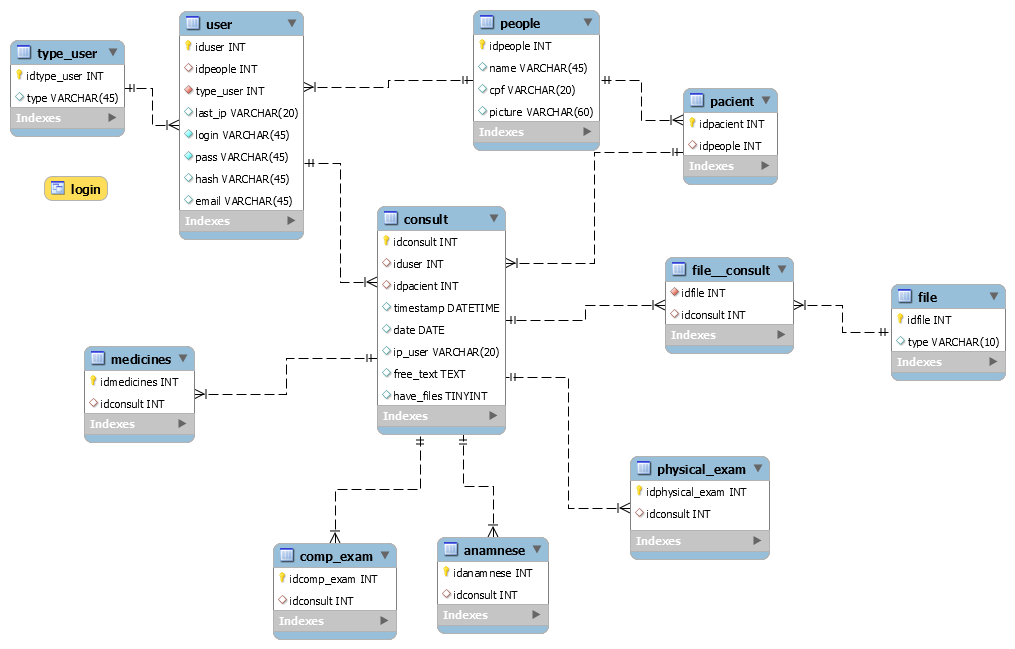 type_user
idtype_user INT
type VARCHAR(45)
Indexes
login
user
iduser INT
idpeople INT
type_user INT
last_ip VARCHAR(20)
login VARCHAR(45)
pass VARCHAR(45)
hash VARCHAR(45)
email VARCHAR(45)
Indexes
people
idpeople INT
name VARCHAR(45)
cpf VARCHAR(20)
picture VARCHAR(60)
Indexes
pacient
idpacient INT
idpeople INT
Indexes
consult
idconsult INT
iduser INT
idpacient INT
timestamp DATETIME
date DATE
ip_user VARCHAR(20)
free_text TEXT
have_files TINYINT
Indexes
file__consult
idfile INT
idconsult INT
Indexes
file
idfile INT
type VARCHAR(10)
Indexes
medicines
idmedicines INT
idconsult INT
Indexes
physical_exam
idphysical_exam INT
idconsult INT
Indexes
comp_exam
idcomp_exam INT
idconsult INT
Indexes
anamnese
idanamnese INT
idconsult INT
Indexes